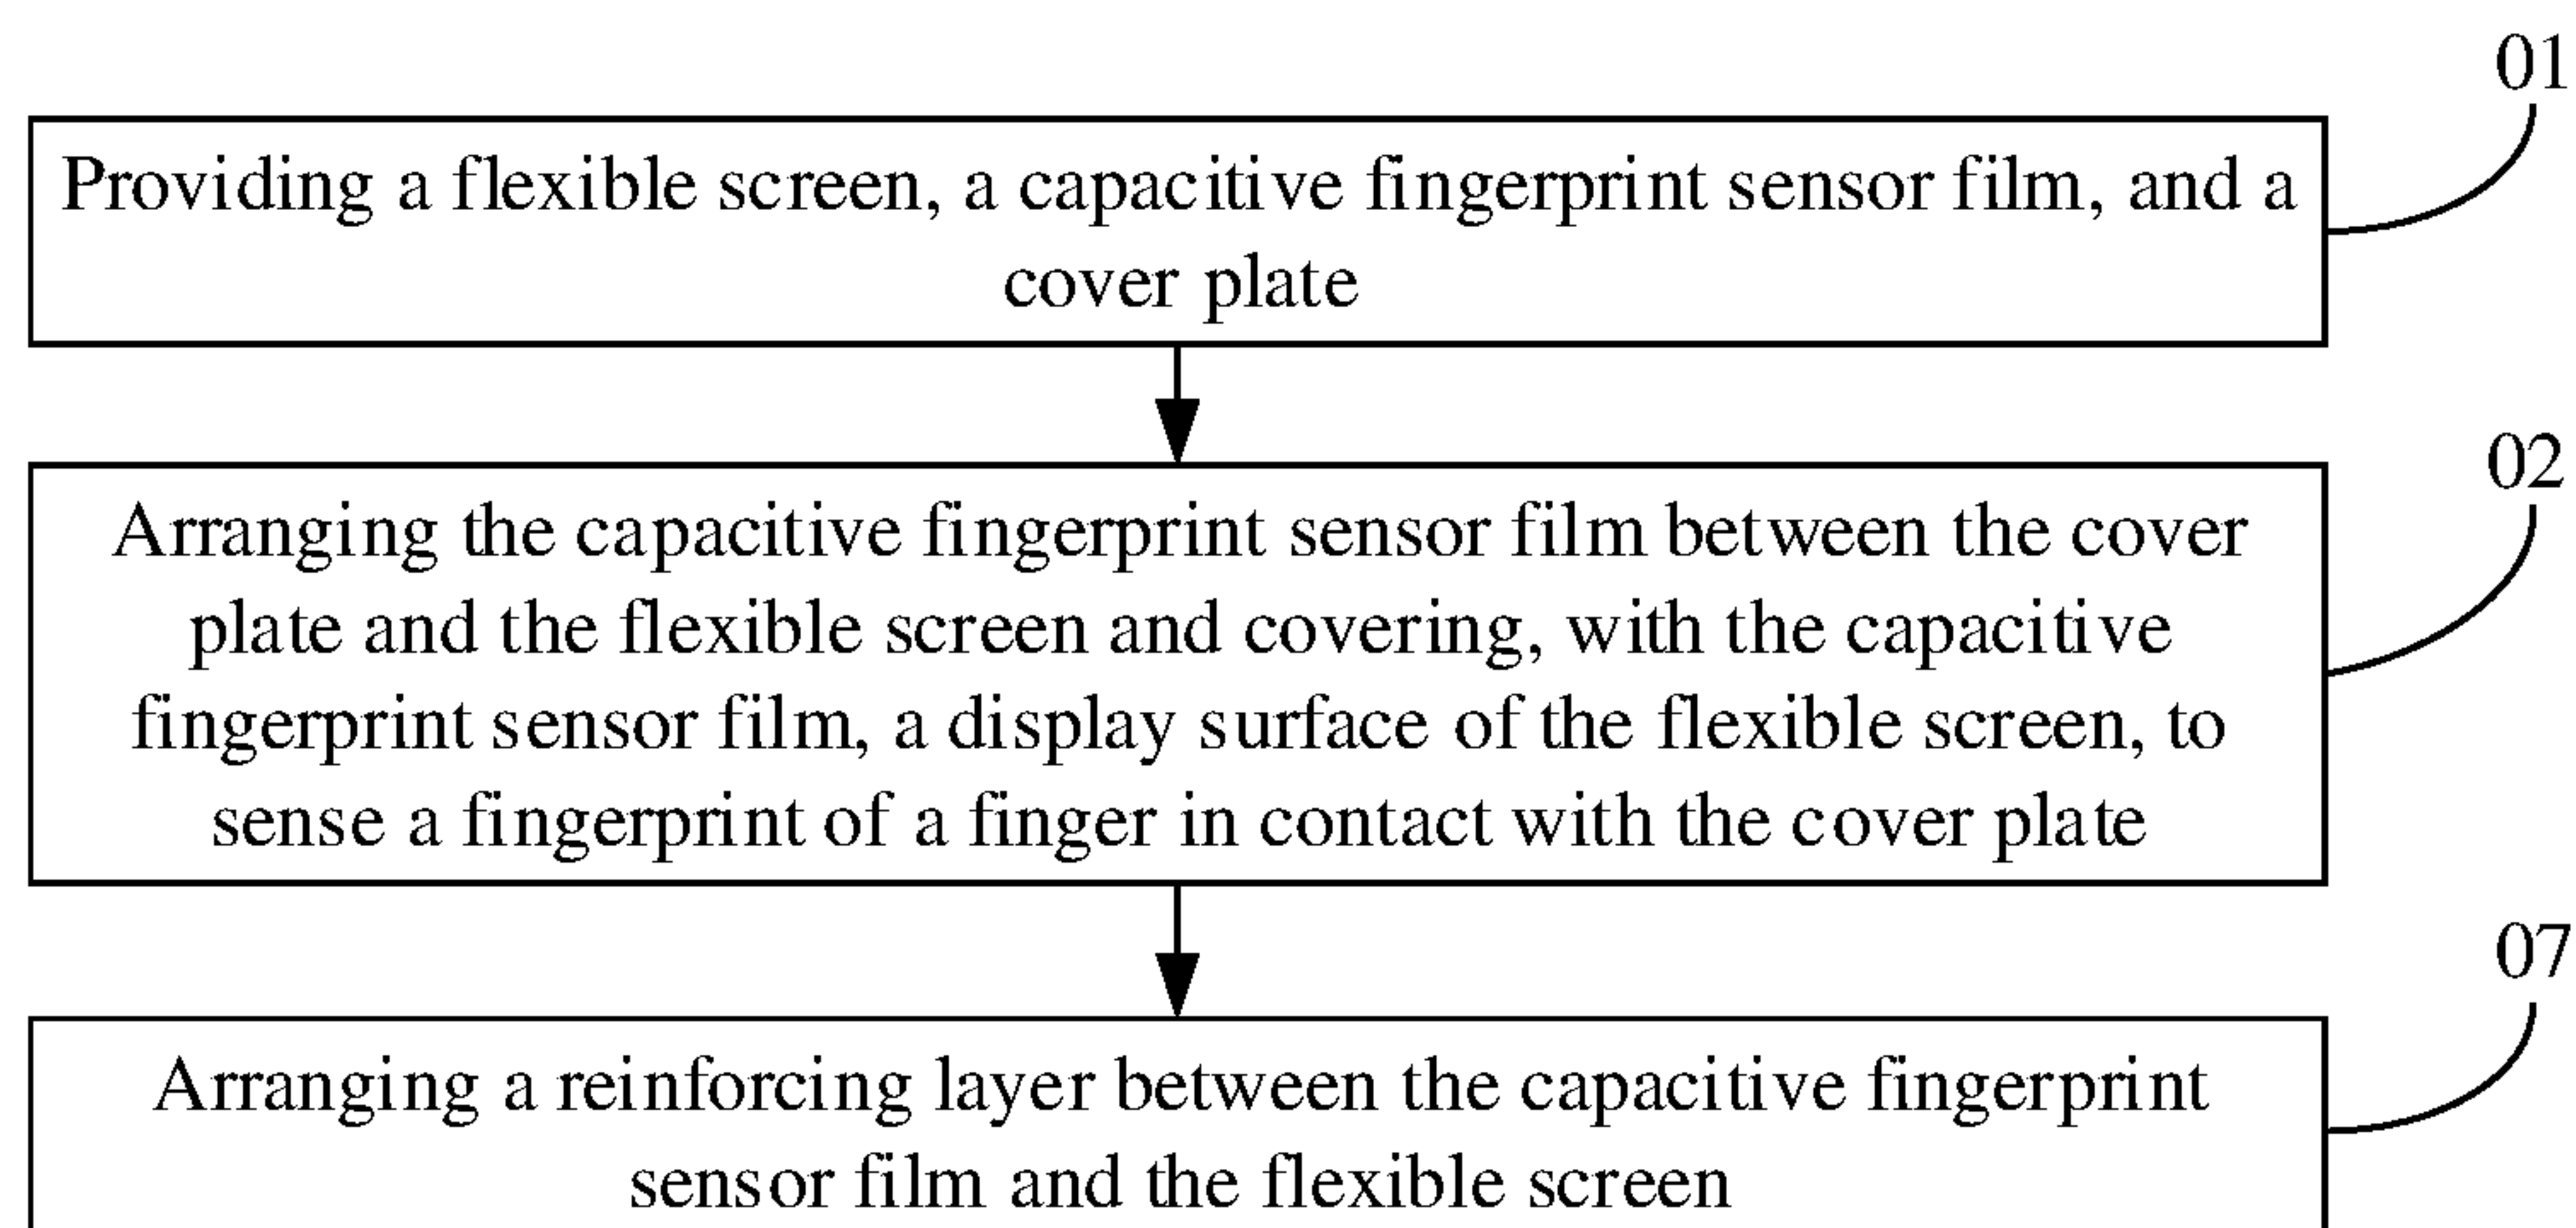 01
Providing a flexible screen, a capacitive fingerprint sensor film, and a
cover plate
02
Arranging the capacitive fingerprint sensor film between the cover
plate and the flexible screen and covering, with the capacitive
fingerprint sensor film, a display surface of the flexible screen, to
sense a fingerprint of a finger in contact with the cover plate
07
Arranging a reinforcing layer between the capacitive fingerprint
sensor film and the flexible screen